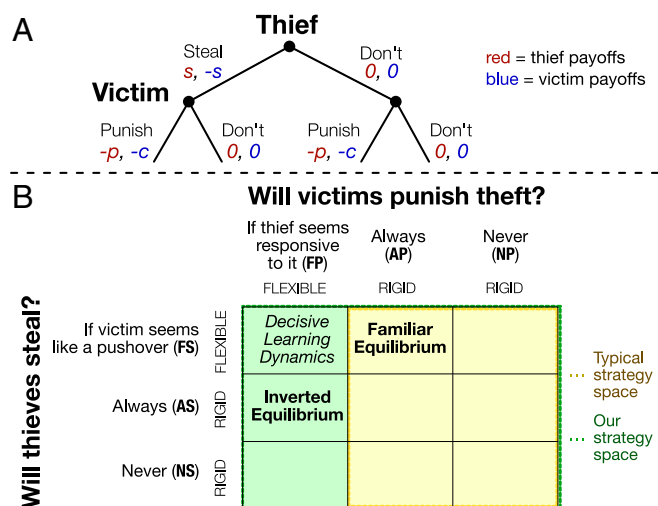 A
Thief
Steal
s, -s
Don't
0, 0
red = thief payoffs
blue = victim payoffs
Victim
Punish
-p, -c
Don't
0, 0
Punish
-p, -c
Don't
0, 0
B
Will victims punish theft?
If thief seems
responsive
to it (FP)
Always
(AP)
Never
(NP)
FLEXIBLE
RIGID
RIGID
Will thieves steal?
If victim seems
like a pushover (FS)
FLEXIBLE
Decisive
Learning
Dynamics
Familiar
Equilibrium
Always (AS)
RIGID
Inverted
Equilibrium
Never (NS)
RIGID
Typical
strategy
space
Our
strategy
space